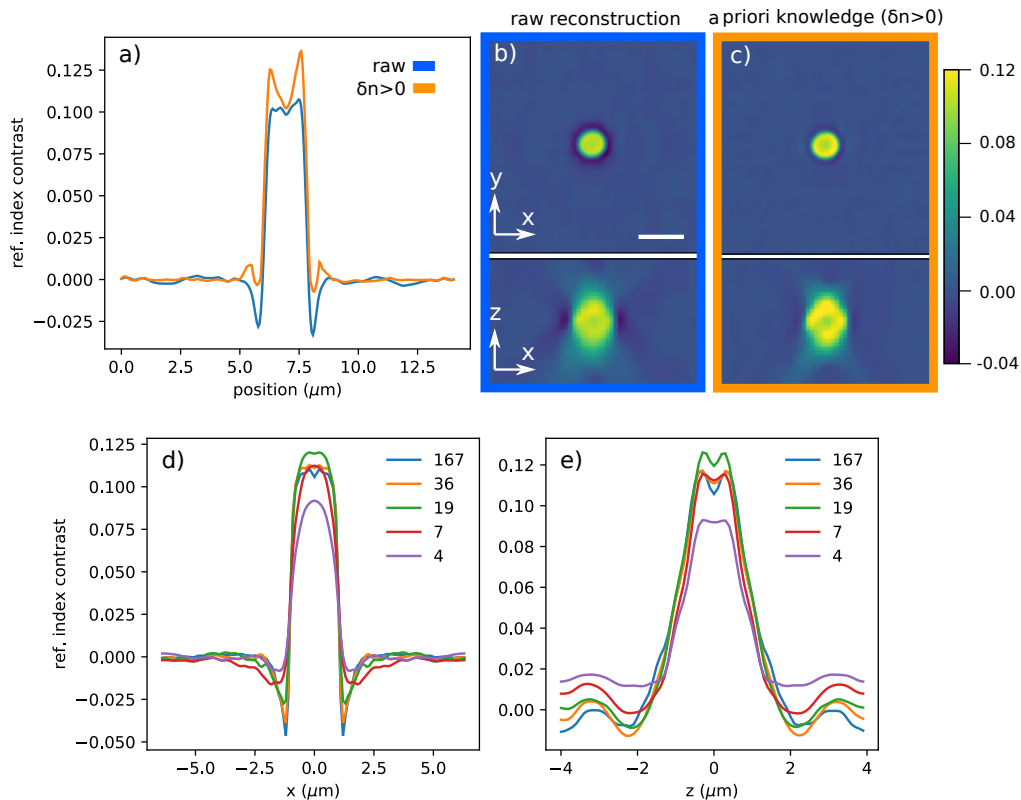 raw reconstruction
a priori knowledge (δn>0)
a)
raw
δn>0
0.125
0.100
0.075
0.050
0.025
0.000
−0.025
ref. index contrast
0.0 2.5 5.0 7.5 10.0 12.5
position (μm)
b)
y
x
z
x
c)
0.12
0.08
0.04
0.00
-0.04
d)
167
36
19
7
4
0.125
0.100
0.075
0.050
0.025
0.000
−0.025
−0.050
ref. index contrast
−5.0 −2.5 0.0 2.5 5.0
x (μm)
e)
167
36
19
7
4
0.12
0.10
0.08
0.06
0.04
0.02
0.00
−4 −2 0 2 4
z (μm)